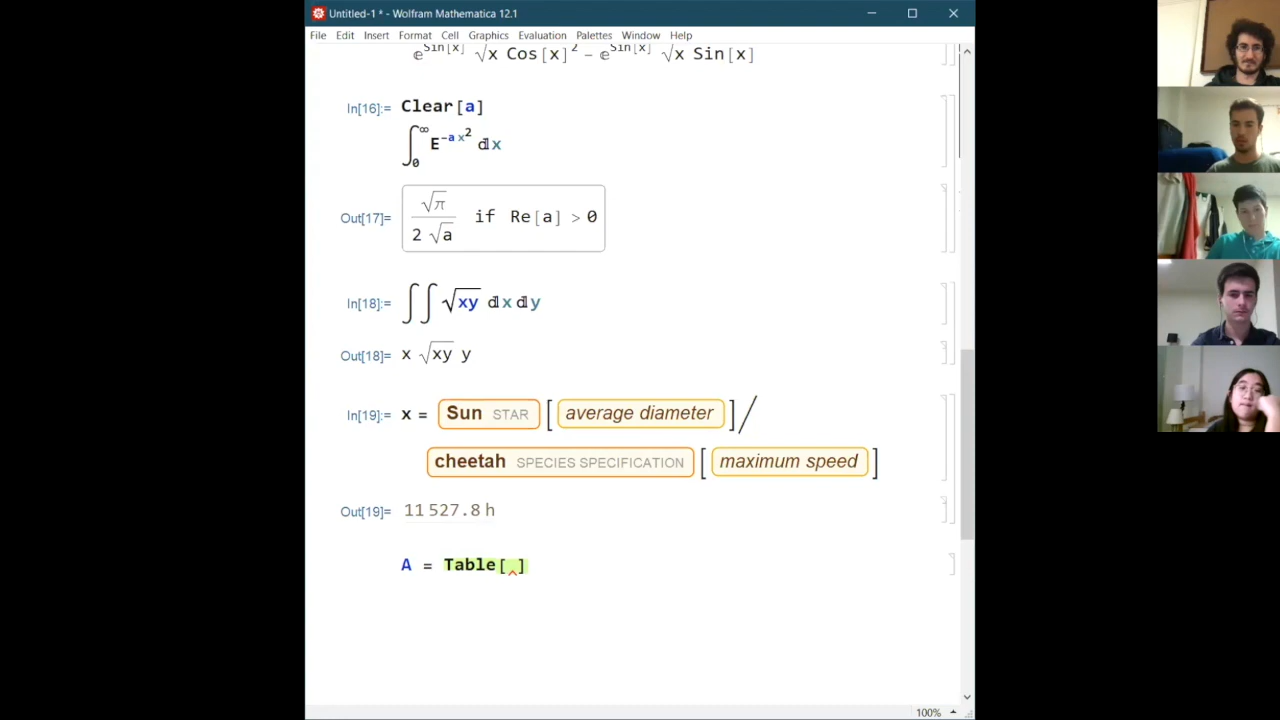 Untitled-1 * - Wolfram Mathematica 12.1
File Edit Insert Format Cell Graphics Evaluation Palettes Window Help
ⅇ^Sin[x] √x Cos[x]^2 − ⅇ^Sin[x] √x Sin[x]
In[16]:= Clear[a]
∫_0^∞ E^(-a x^2) ⅆx
Out[17]= √π / (2 √a) if Re[a] > 0
In[18]:= ∫∫ √xy ⅆx ⅆy
Out[18]= x √xy y
In[19]:= x = Sun STAR [ average diameter ] /
cheetah SPECIES SPECIFICATION [ maximum speed ]
Out[19]= 11 527.8 h
A = Table[ ]
100%